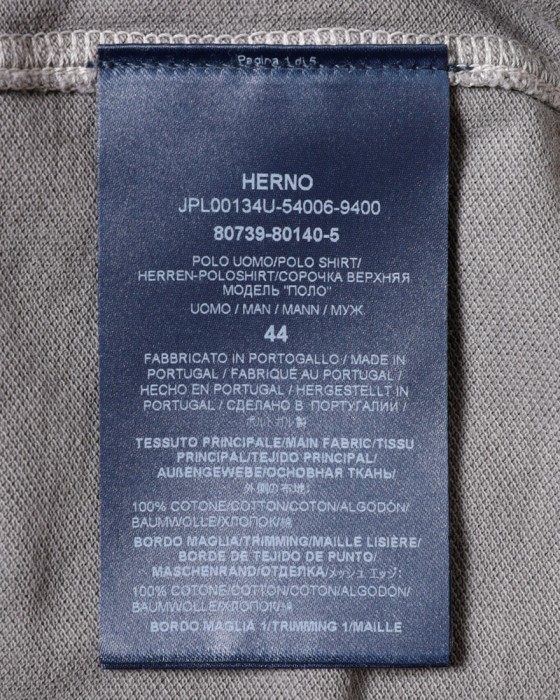 Pagina 1 di 5
HERNO
JPL00134U-54006-9400
80739-80140-5
POLO UOMO/POLO SHIRT/
HERREN-POLOSHIRT/СОРОЧКА ВЕРХНЯЯ
МОДЕЛЬ "ПОЛО"
UOMO / MAN / MANN / МУЖ
44
FABBRICATO IN PORTOGALLO / MADE IN
PORTUGAL / FABRIQUÉ AU PORTUGAL /
HECHO EN PORTUGAL / HERGESTELLT IN
PORTUGAL / СДЕЛАНО В ПОРТУГАЛИИ /
ポルトガル製
TESSUTO PRINCIPALE/MAIN FABRIC/TISSU
PRINCIPAL/TEJIDO PRINCIPAL/
AUßENGEWEBE/ОСНОВНАЯ ТКАНЬ/
外側の布地:
100% COTONE/COTTON/COTON/ALGODÓN/
BAUMWOLLE/ХЛОПОК/綿
BORDO MAGLIA/TRIMMING/MAILLE LISIÈRE/
BORDE DE TEJIDO DE PUNTO/
MASCHENRAND/ОТДЕЛКА/メッシュ エッジ:
100% COTONE/COTTON/COTON/ALGODÓN/
BAUMWOLLE/ХЛОПОК/綿
BORDO MAGLIA 1/TRIMMING 1/MAILLE